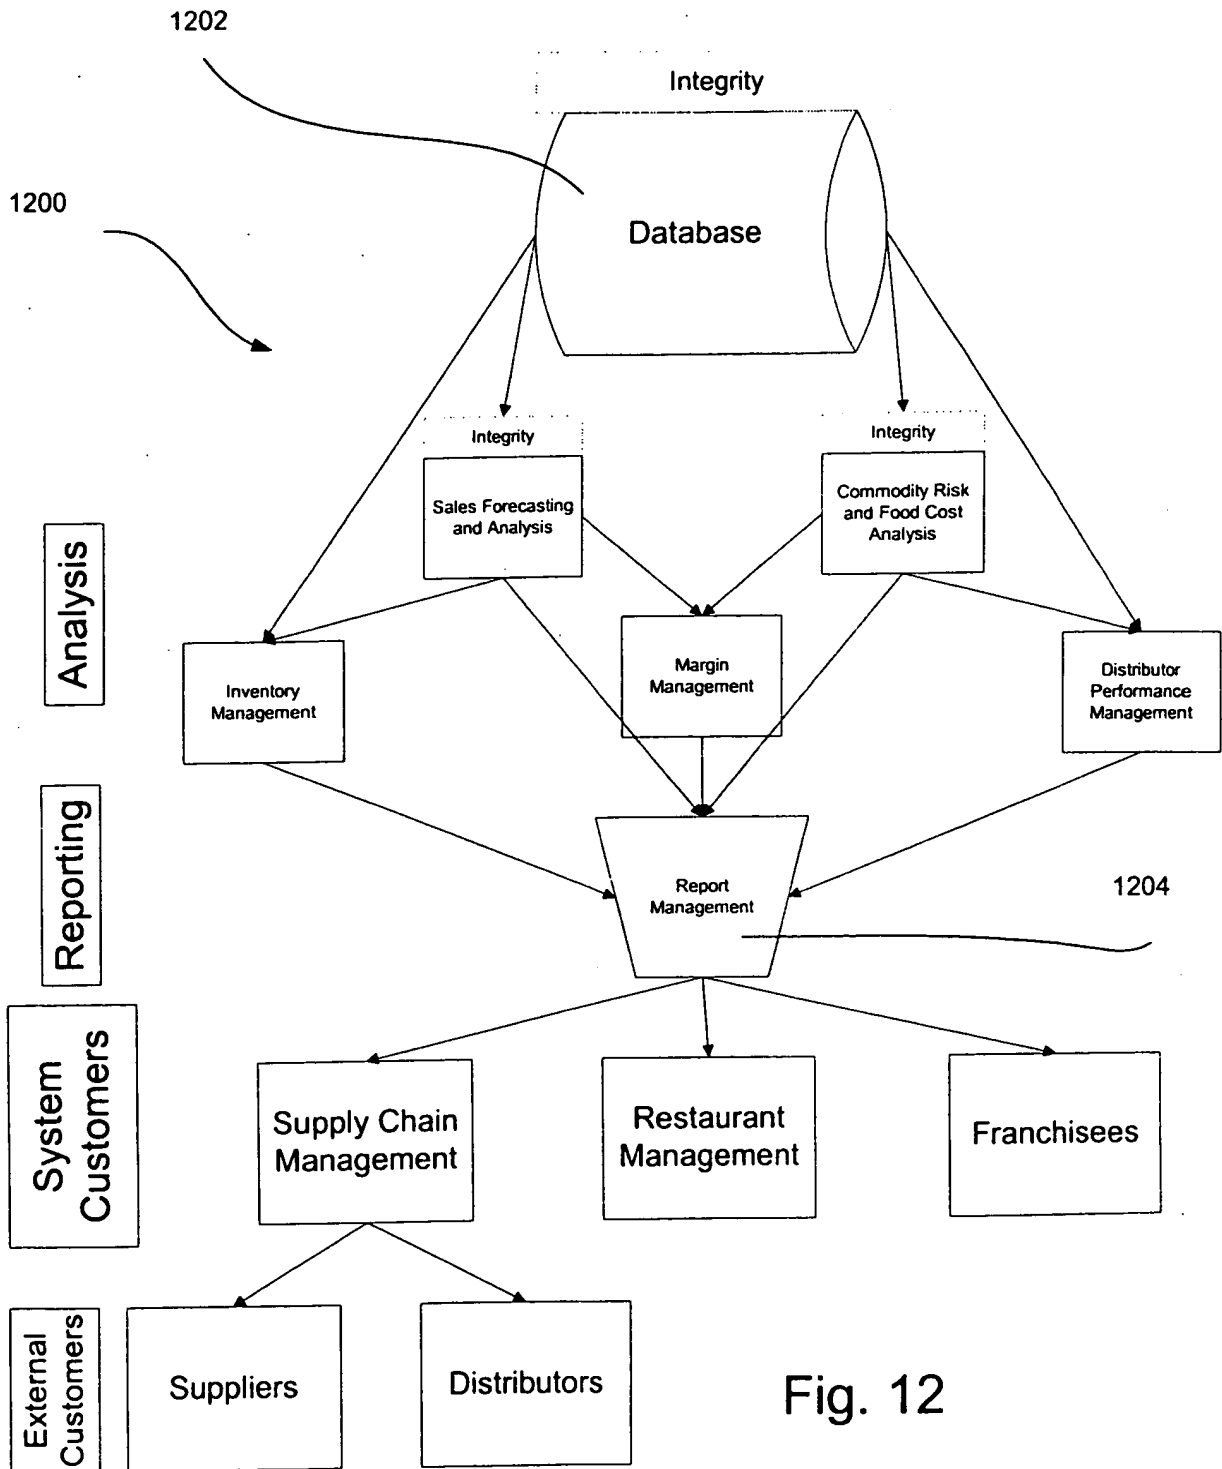 1202
Integrity
1200
Database
Integrity
Integrity
Sales Forecasting
and Analysis
Commodity Risk
and Food Cost
Analysis
Analysis
Inventory
Management
Margin
Management
Distributor
Performance
Management
Reporting
Report
Management
1204
System
Customers
Supply Chain
Management
Restaurant
Management
Franchisees
External
Customers
Suppliers
Distributors
Fig. 12